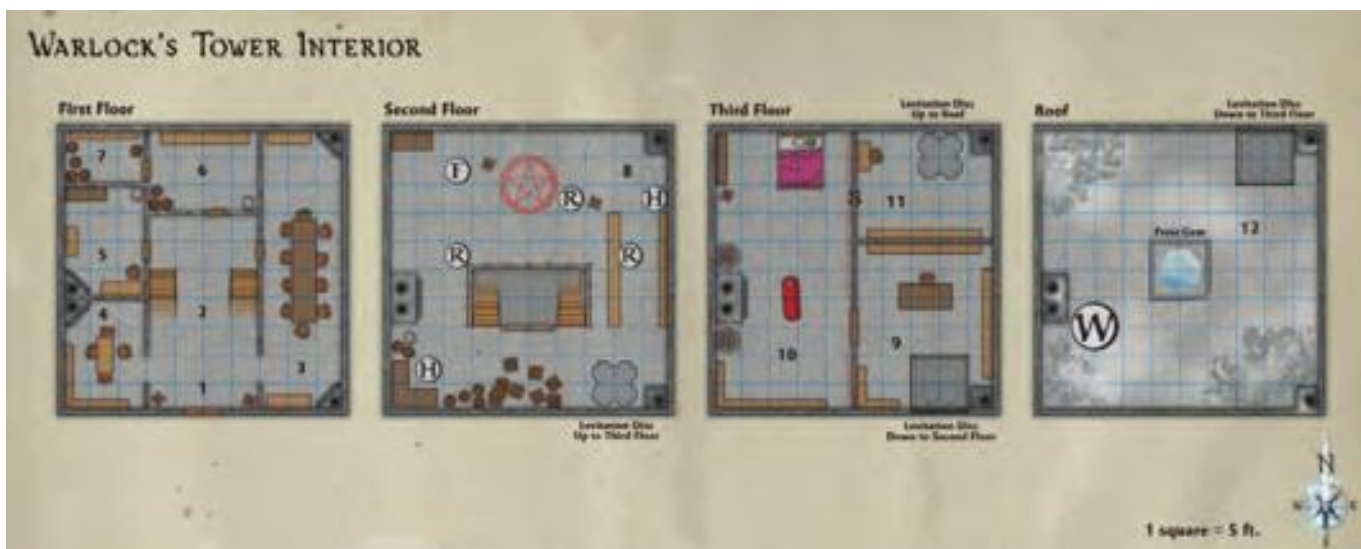 WARLOCK'S TOWER INTERIOR
First Floor
7
6
5
4
2
1
3
Second Floor
F
8
R
H
R
R
H
Levitation Disc
Up to Third Floor
Third Floor
Levitation Disc
Up to Roof
S
11
10
9
Levitation Disc
Down to Second Floor
Roof
Levitation Disc
Down to Third Floor
Frost Gem
12
W
N
W
E
1 square = 5 ft.